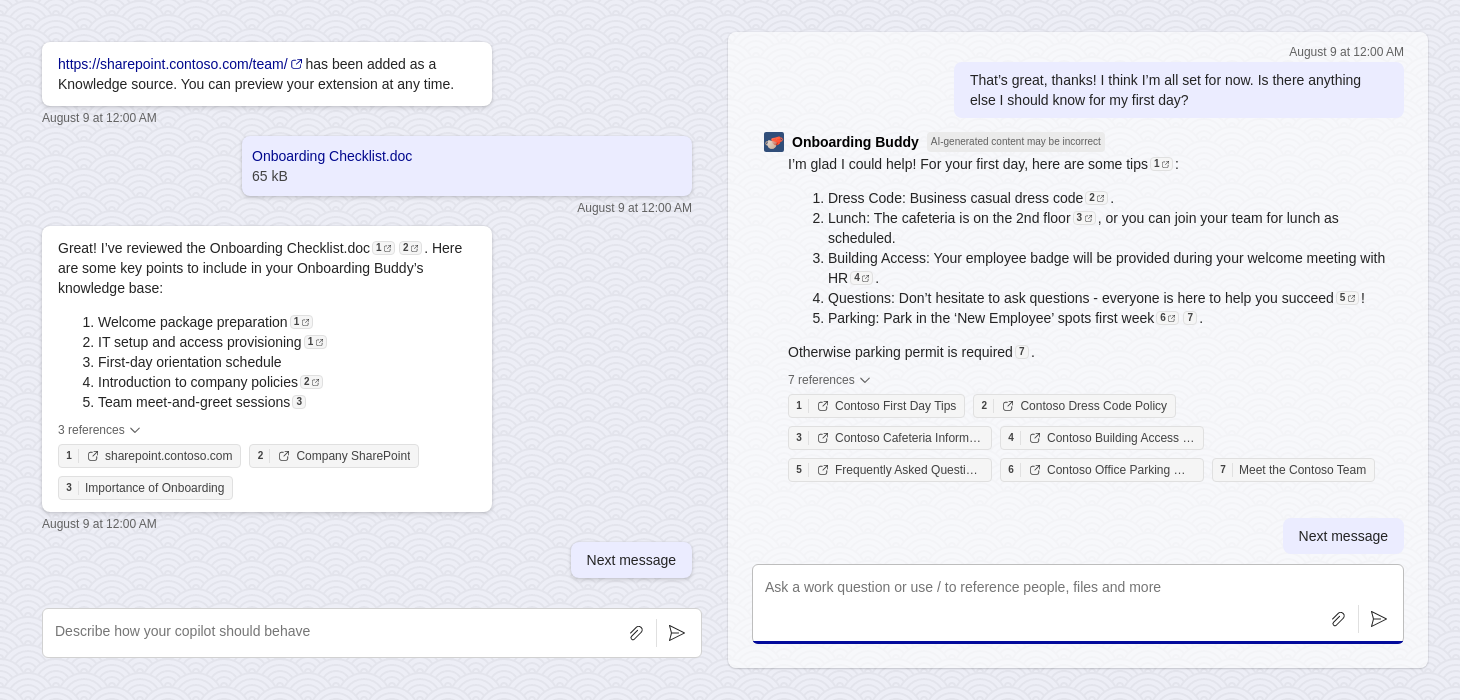 https://sharepoint.contoso.com/team/ has been added as a
Knowledge source. You can preview your extension at any time.
August 9 at 12:00 AM
Onboarding Checklist.doc
65 kB
August 9 at 12:00 AM
Great! I’ve reviewed the Onboarding Checklist.doc 1 2 . Here
are some key points to include in your Onboarding Buddy’s
knowledge base:
1. Welcome package preparation 1
2. IT setup and access provisioning 1
3. First-day orientation schedule
4. Introduction to company policies 2
5. Team meet-and-greet sessions 3
3 references
1 sharepoint.contoso.com 2 Company SharePoint
3 Importance of Onboarding
August 9 at 12:00 AM
Next message
Describe how your copilot should behave
August 9 at 12:00 AM
That’s great, thanks! I think I’m all set for now. Is there anything
else I should know for my first day?
Onboarding Buddy AI-generated content may be incorrect
I’m glad I could help! For your first day, here are some tips 1 :
1. Dress Code: Business casual dress code 2 .
2. Lunch: The cafeteria is on the 2nd floor 3 , or you can join your team for lunch as
scheduled.
3. Building Access: Your employee badge will be provided during your welcome meeting with
HR 4 .
4. Questions: Don’t hesitate to ask questions - everyone is here to help you succeed 5 !
5. Parking: Park in the ‘New Employee’ spots first week 6 7 .
Otherwise parking permit is required 7 .
7 references
1 Contoso First Day Tips 2 Contoso Dress Code Policy
3 Contoso Cafeteria Inform… 4 Contoso Building Access …
5 Frequently Asked Questi… 6 Contoso Office Parking … 7 Meet the Contoso Team
Next message
Ask a work question or use / to reference people, files and more